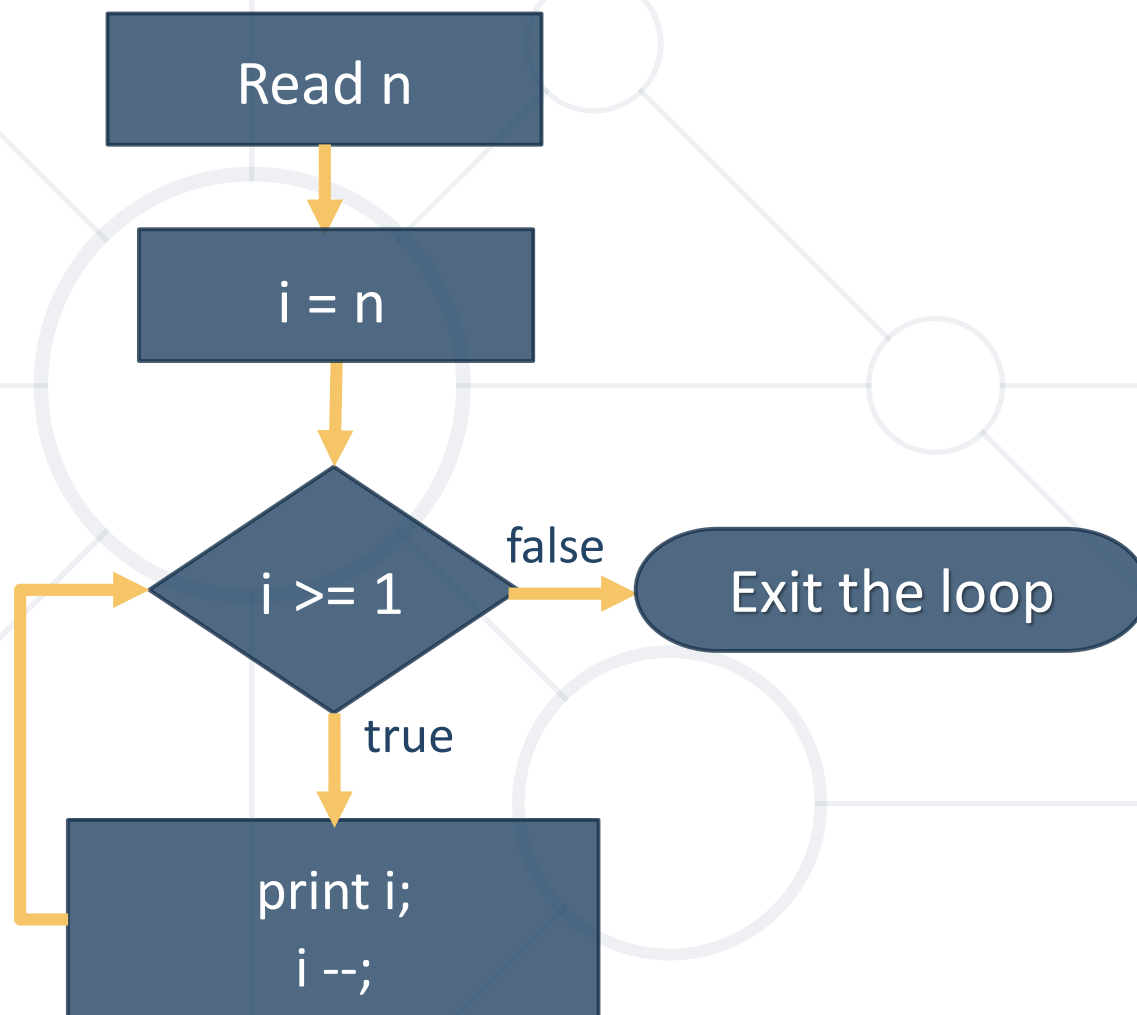 Read n
i = n
i >= 1
false
Exit the loop
true
print i;
i --;